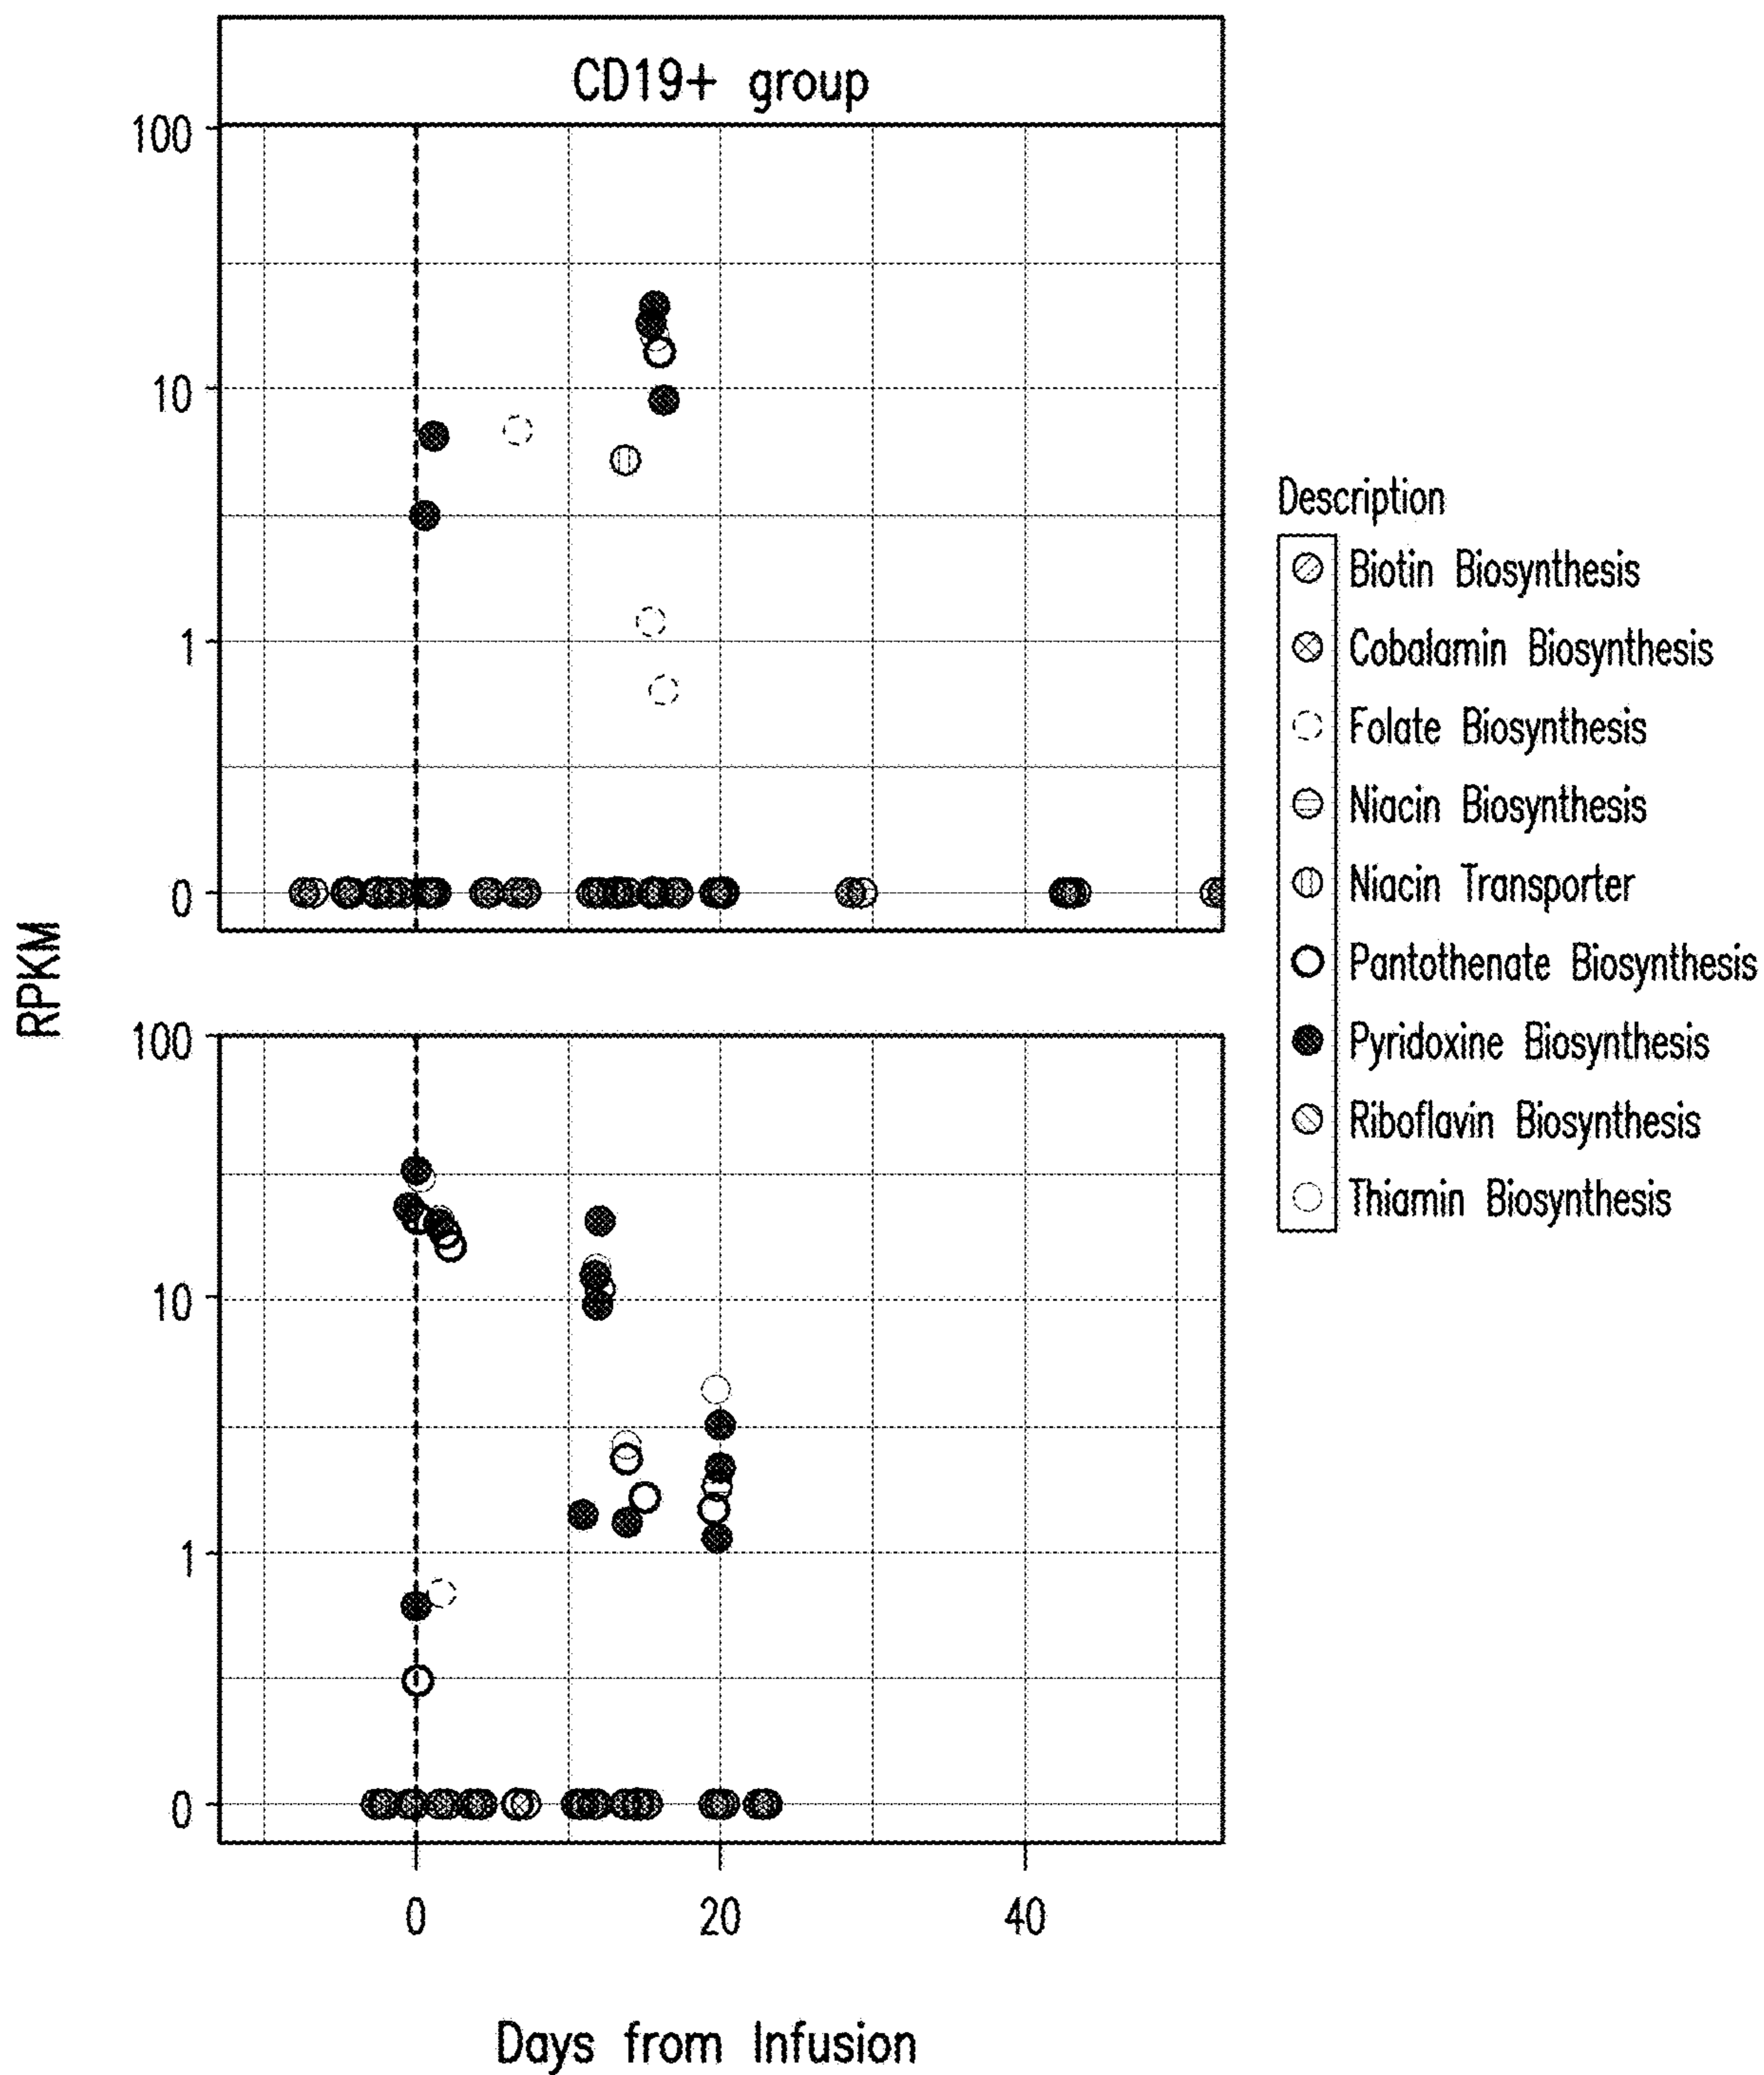 CD19+ group
100
10
1
0
RPKM
100
10
1
0
0 20 40
Days from Infusion
Description
Biotin Biosynthesis
Cobalamin Biosynthesis
Folate Biosynthesis
Niacin Biosynthesis
Niacin Transporter
Pantothenate Biosynthesis
Pyridoxine Biosynthesis
Riboflavin Biosynthesis
Thiamin Biosynthesis